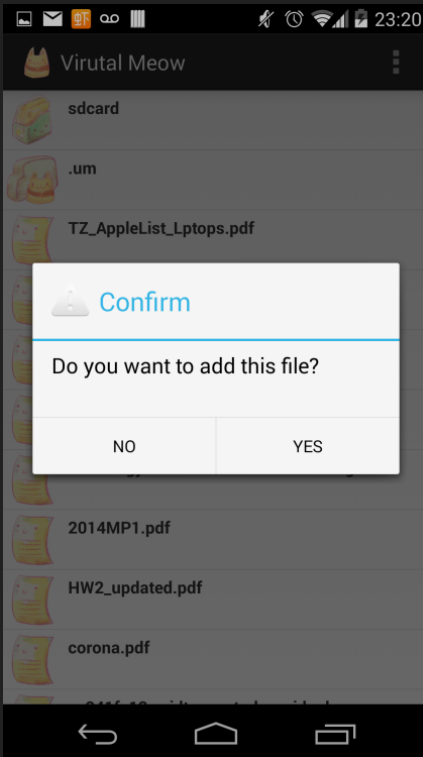 虾
23:20
Virutal Meow
sdcard
.um
TZ_AppleList_Lptops.pdf
Confirm
Do you want to add this file?
NO
YES
2014MP1.pdf
HW2_updated.pdf
corona.pdf